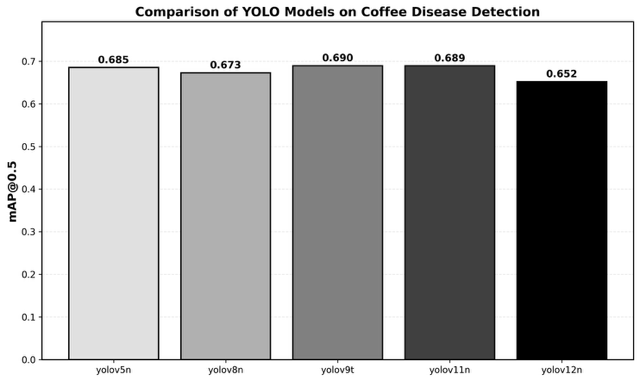 Comparison of YOLO Models on Coffee Disease Detection
mAP@0.5
0.7
0.6
0.5
0.4
0.3
0.2
0.1
0.0
0.685
0.673
0.690
0.689
0.652
yolov5n
yolov8n
yolov9t
yolov11n
yolov12n